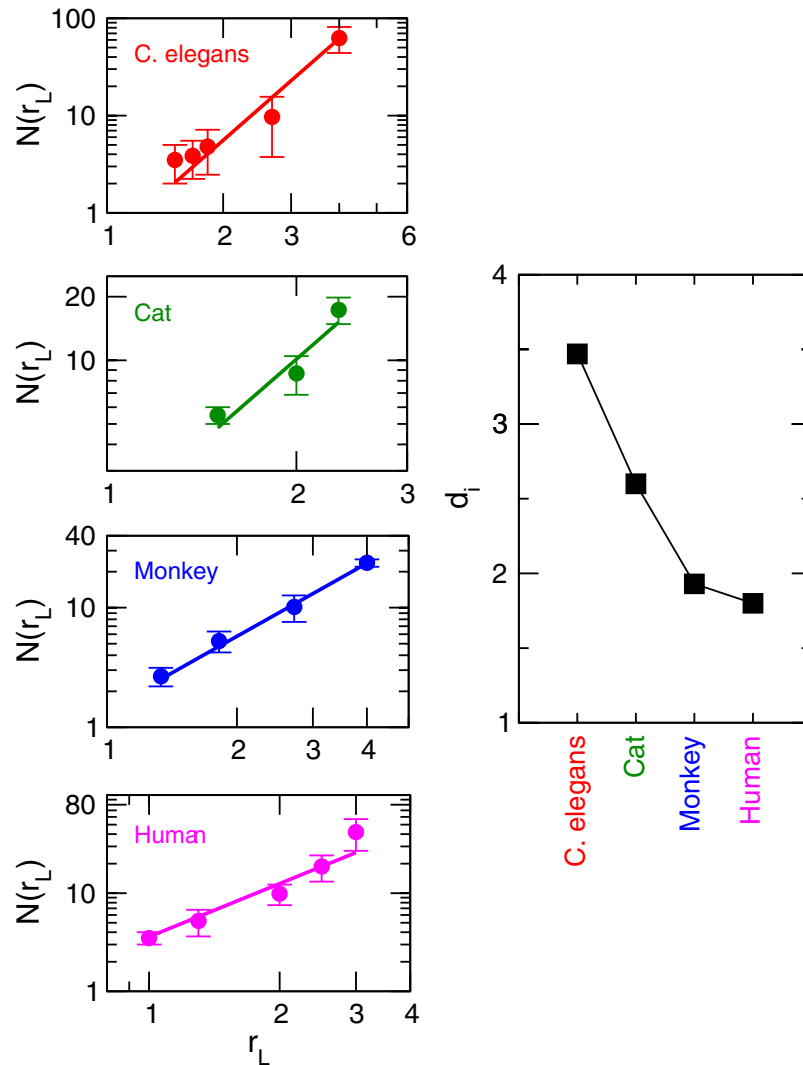 100
10
1
N(r_L)
C. elegans
1 2 3 6
20
10
N(r_L)
Cat
1 2 3
40
10
1
N(r_L)
Monkey
1 2 3 4
80
10
1
N(r_L)
Human
1 2 3 4
r_L
4
3
2
1
d_i
C. elegans
Cat
Monkey
Human